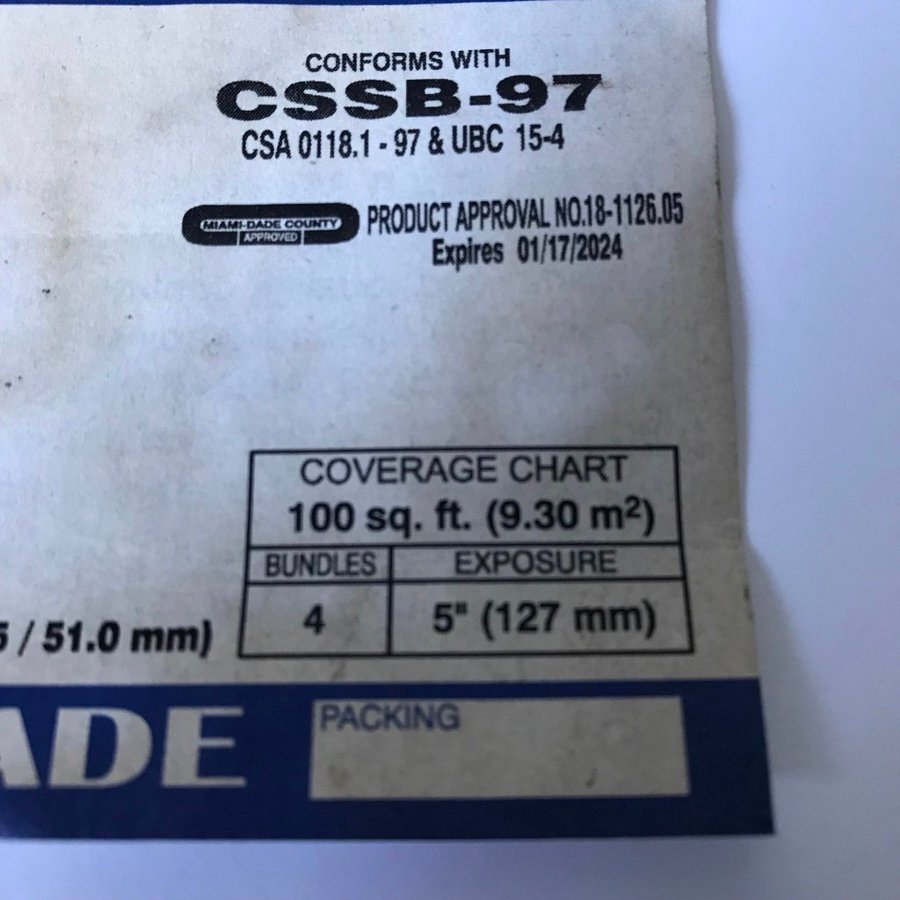 CONFORMS WITH
CSSB-97
CSA 0118.1 - 97 & UBC 15-4
MIAMI-DADE COUNTY
APPROVED
PRODUCT APPROVAL NO.18-1126.05
Expires 01/17/2024
COVERAGE CHART
100 sq. ft. (9.30 m²)
BUNDLES EXPOSURE
4 5" (127 mm)
/ 51.0 mm)
ADE
PACKING